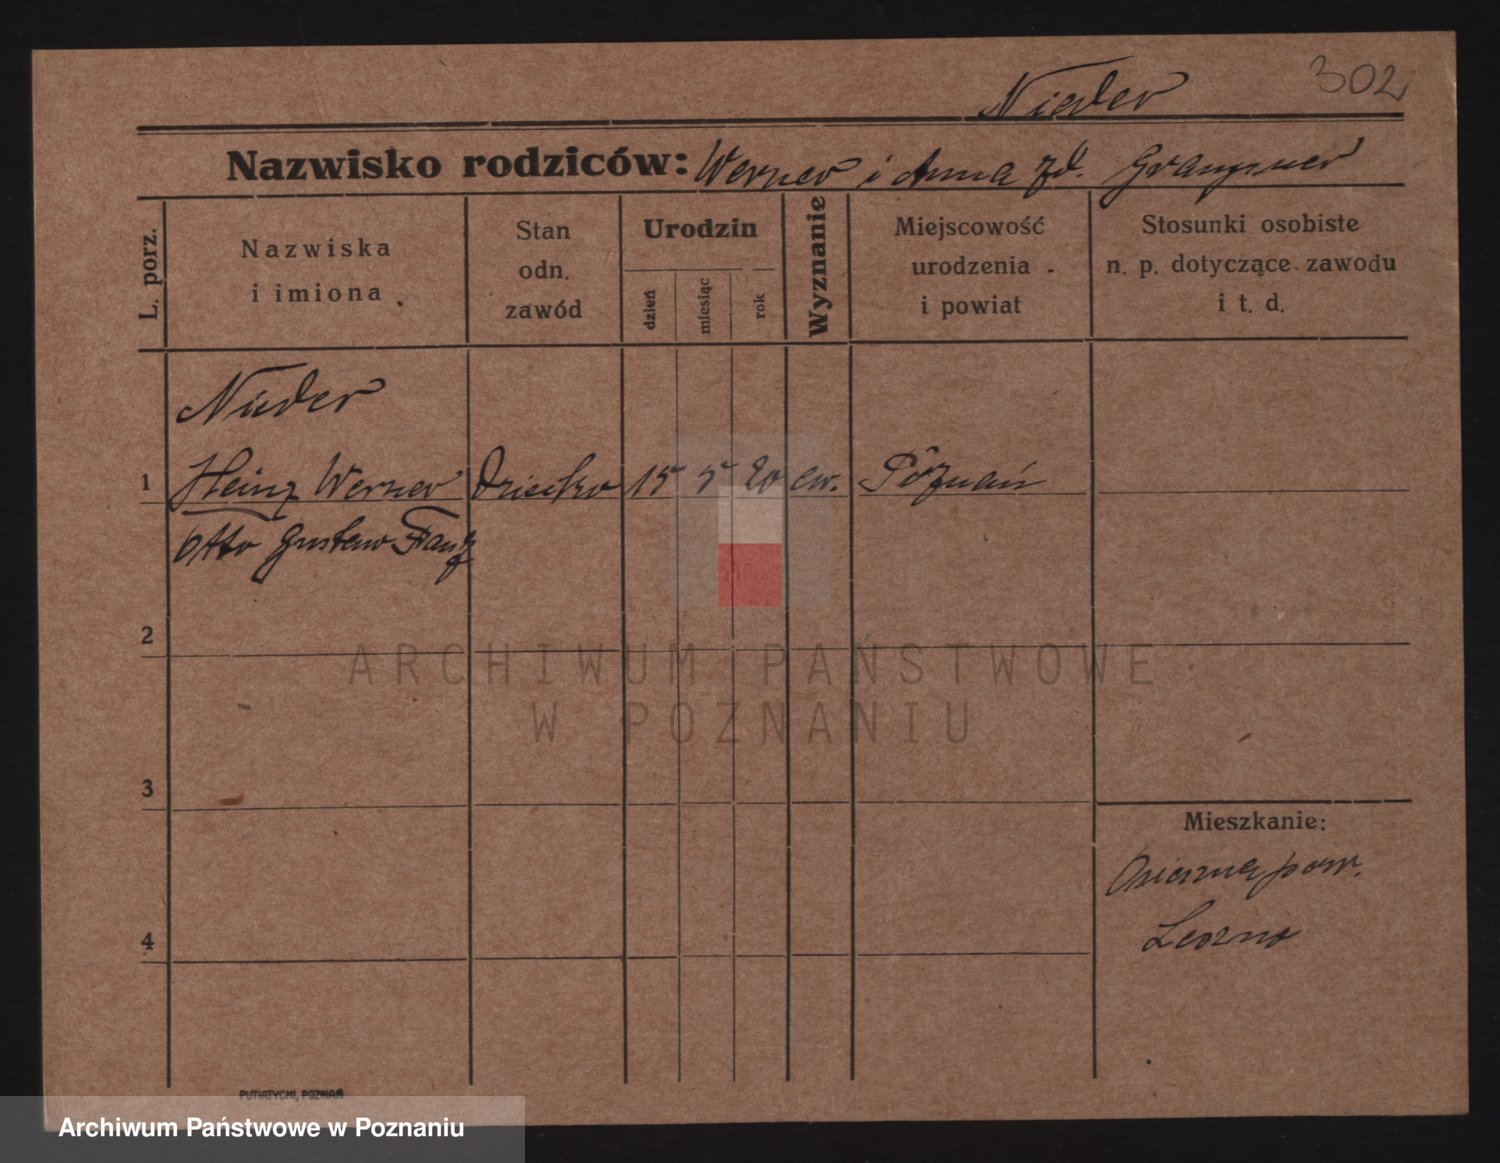 302
Nieder
Nazwisko rodziców: Werner i Anna zd.
L. porz.
Nazwiska
i imiona
Stan
odn.
zawód
Urodzin
dzień
miesiąc
rok
Wyznanie
Miejscowość
urodzenia
i powiat
Stosunki osobiste
n. p. dotyczące zawodu
i t. d.
Nieder
1 Heinz Werner Dziecko 15 5 20 ew. Poznań
Otto Gustaw Franz
2
ARCHIWUM PAŃSTWOWE
W POZNANIU
3
Mieszkanie:
Osieczna pow.
4
Leszno
PUTIATYCKI, POZNAŃ
Archiwum Państwowe w Poznaniu